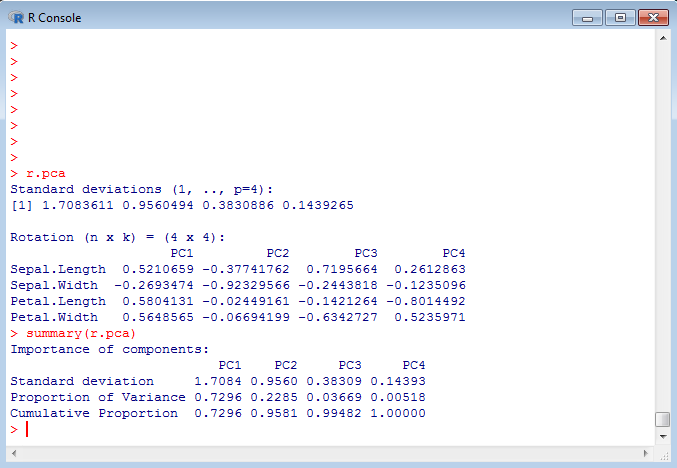 R Console
>
>
>
>
>
>
>
>
> r.pca
Standard deviations (1, .., p=4):
[1] 1.7083611 0.9560494 0.3830886 0.1439265
Rotation (n x k) = (4 x 4):
                    PC1         PC2        PC3        PC4
Sepal.Length  0.5210659 -0.37741762  0.7195664  0.2612863
Sepal.Width  -0.2693474 -0.92329566 -0.2443818 -0.1235096
Petal.Length  0.5804131 -0.02449161 -0.1421264 -0.8014492
Petal.Width   0.5648565 -0.06694199 -0.6342727  0.5235971
> summary(r.pca)
Importance of components:
                          PC1    PC2     PC3     PC4
Standard deviation     1.7084 0.9560 0.38309 0.14393
Proportion of Variance 0.7296 0.2285 0.03669 0.00518
Cumulative Proportion  0.7296 0.9581 0.99482 1.00000
>